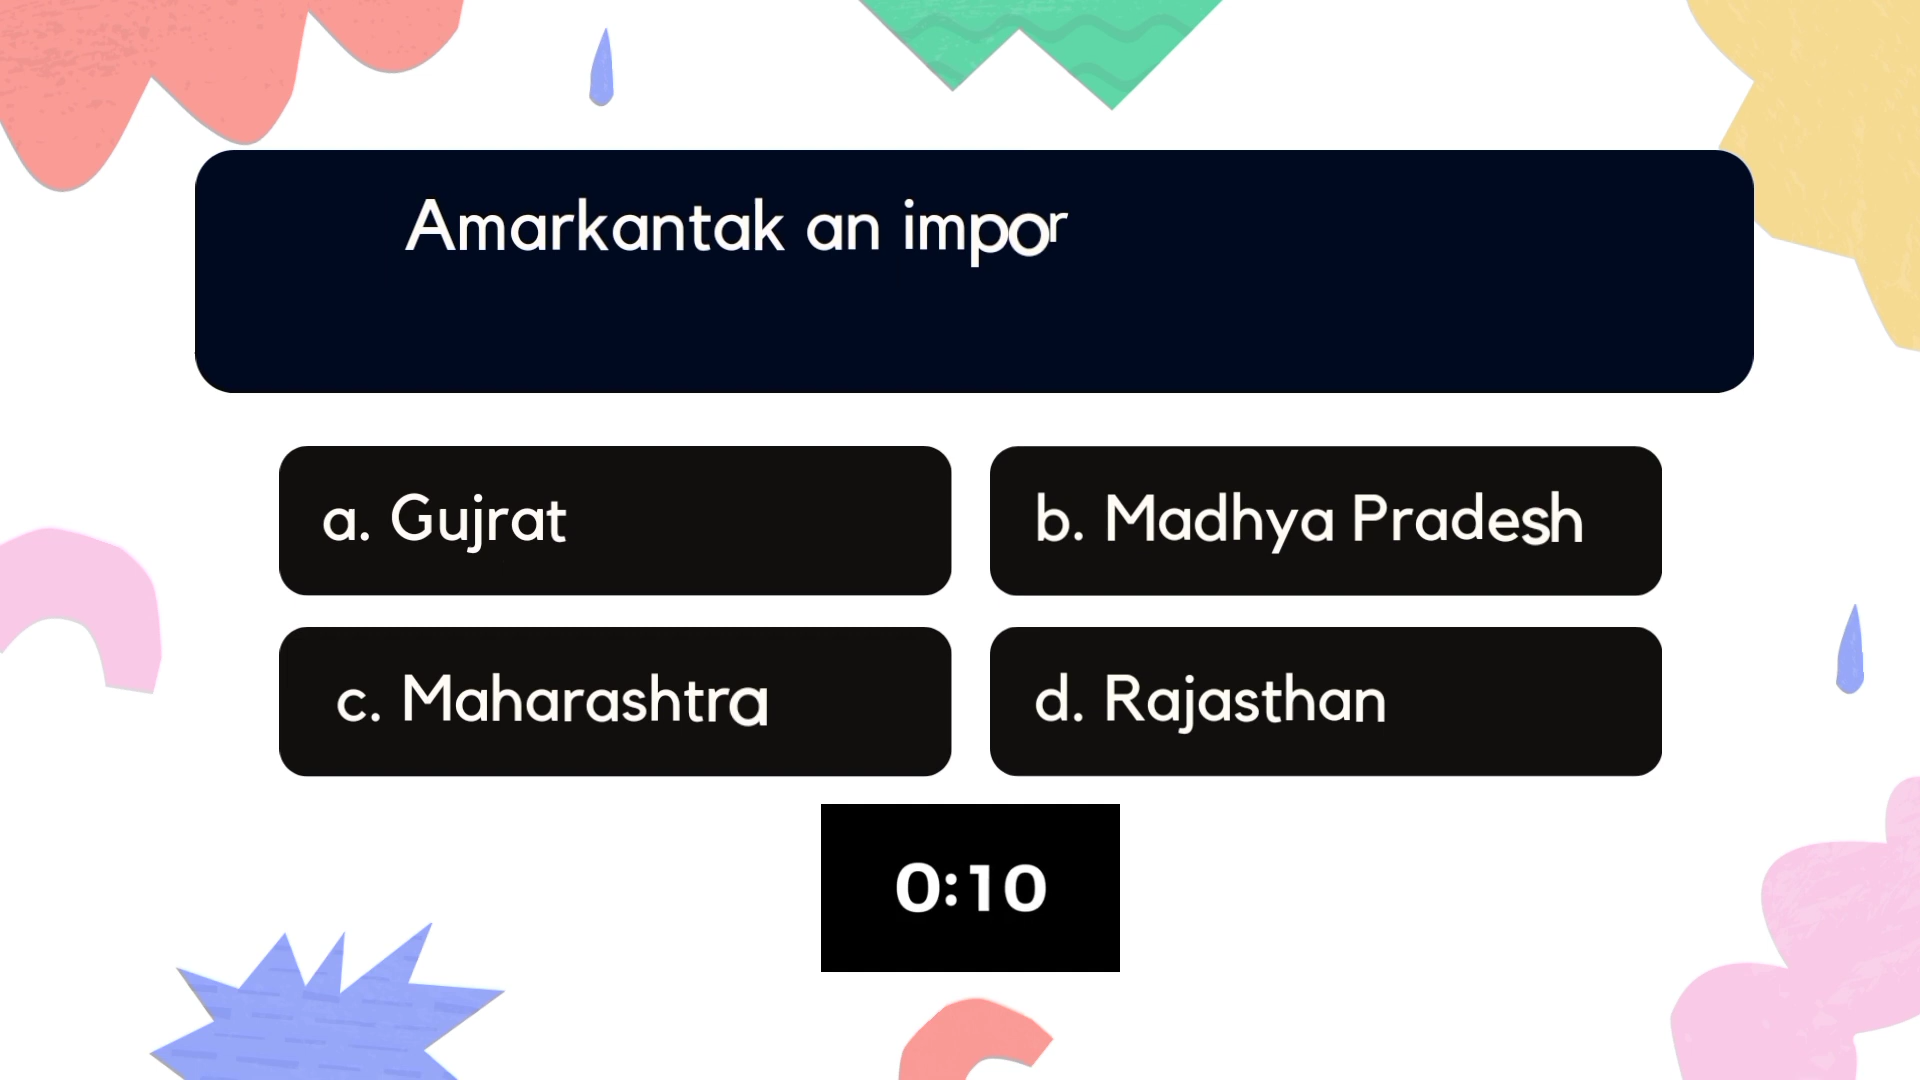 Amarkantak an impor
a. Gujrat
b. Madhya Pradesh
c. Maharashtra
d. Rajasthan
0:10